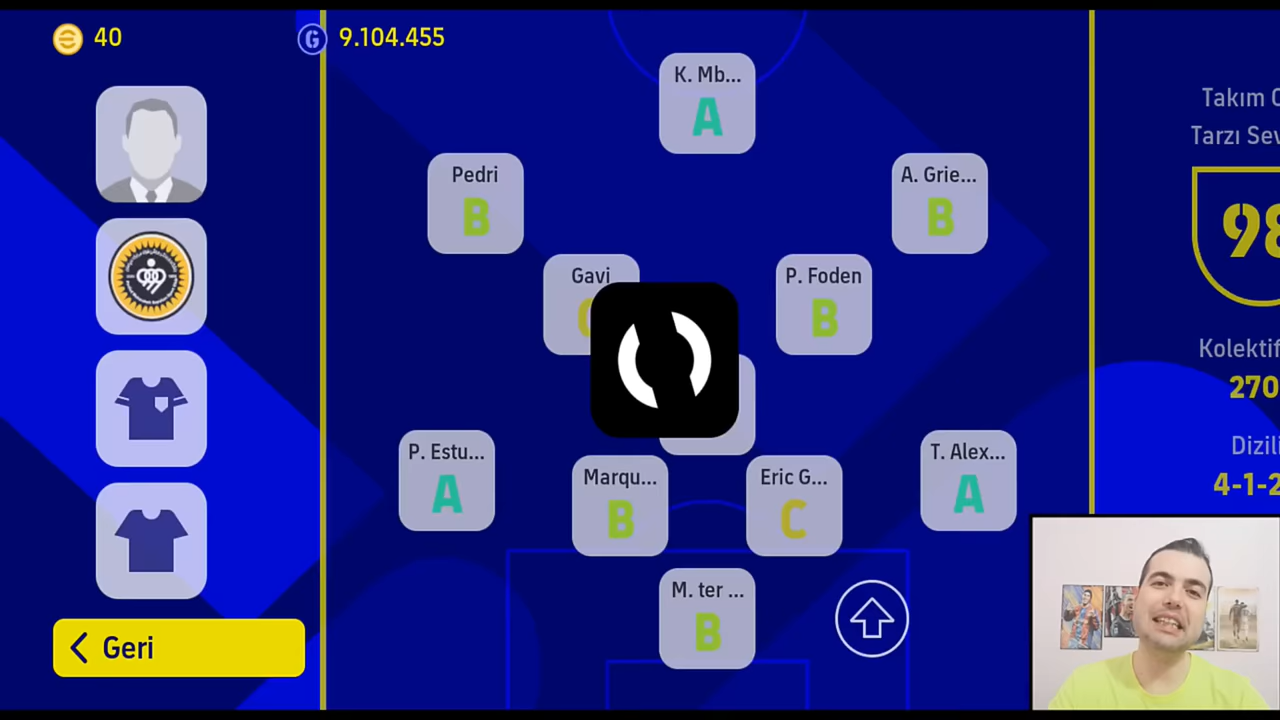 40
9.104.455
K. Mb...
A
Takım
Tarzı Sev
Pedri
B
A. Grie...
B
98
Gavi
P. Foden
B
Kolektif
270
Dizili
4-1-2
P. Estu...
A
Marqu...
B
Eric G...
C
T. Alex...
A
M. ter ...
B
Geri